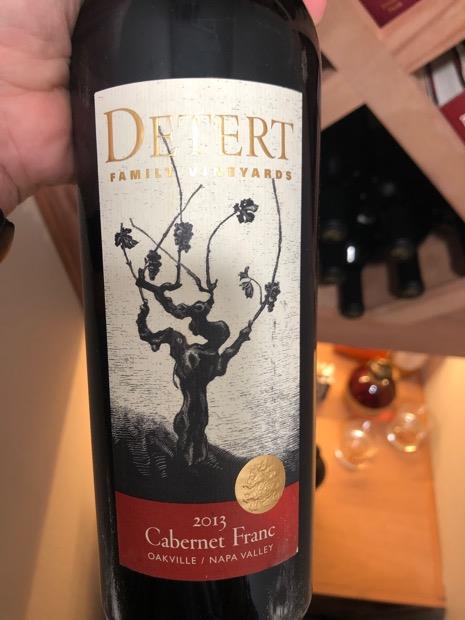 DETERT
FAMILY VINEYARDS
2013
Cabernet Franc
OAKVILLE / NAPA VALLEY